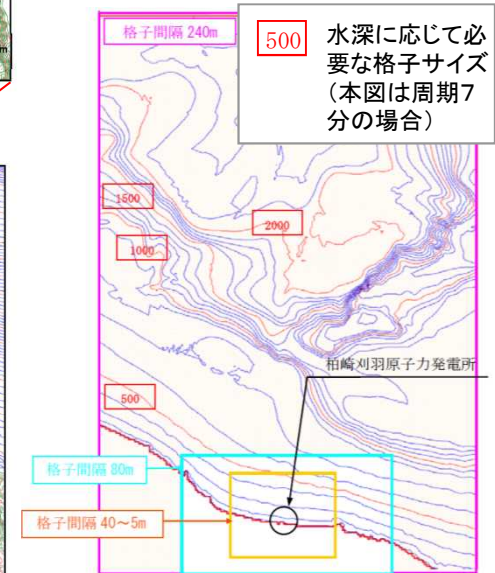 格子間隔 240m
500
水深に応じて必
要な格子サイズ
(本図は周期7
分の場合)
1500
2000
1000
柏崎刈羽原子力発電所
500
格子間隔 80m
格子間隔 40～5m
m